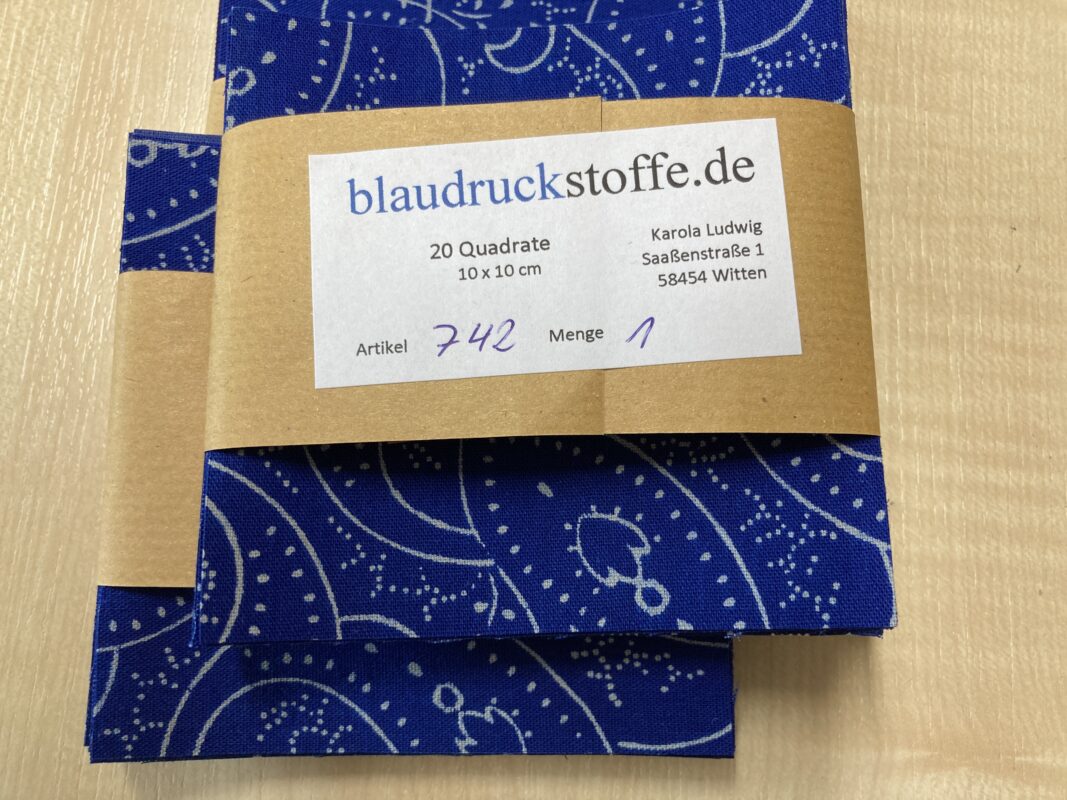 blaudruckstoffe.de
20 Quadrate
10 x 10 cm
Karola Ludwig
Saaßenstraße 1
58454 Witten
Artikel 742 Menge 1